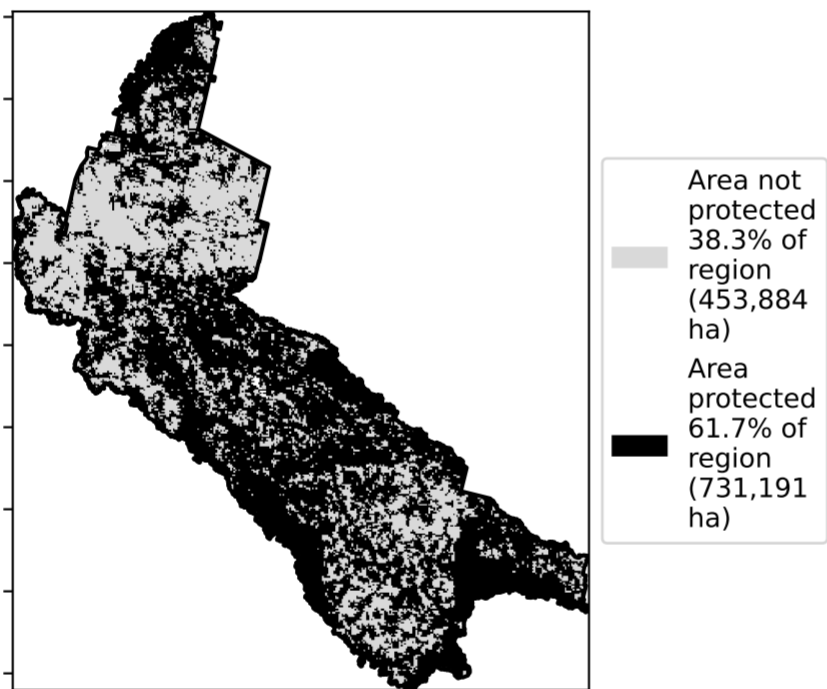 Area not
protected
38.3% of
region
(453,884
ha)
Area
protected
61.7% of
region
(731,191
ha)